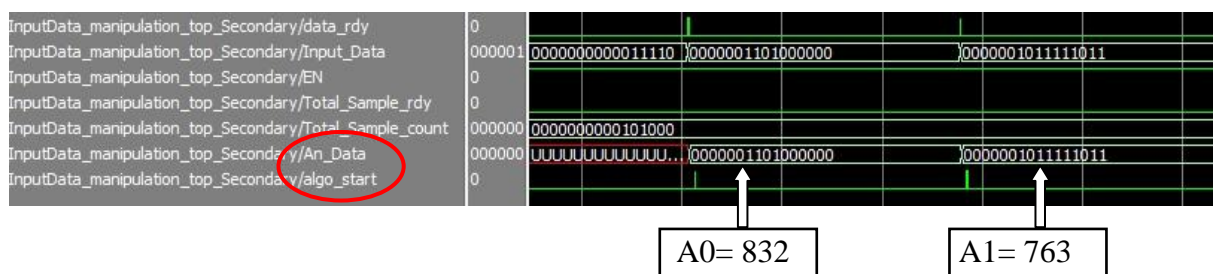 InputData_manipulation_top_Secondary/data_rdy 0
InputData_manipulation_top_Secondary/Input_Data 000001 0000000000011110 0000001101000000 0000001011111011
InputData_manipulation_top_Secondary/EN 0
InputData_manipulation_top_Secondary/Total_Sample_rdy 0
InputData_manipulation_top_Secondary/Total_Sample_count 000000 0000000000101000
InputData_manipulation_top_Secondary/An_Data 000000 UUUUUUUUUUUUU... 0000001101000000 0000001011111011
InputData_manipulation_top_Secondary/algo_start 0
A0= 832 A1= 763